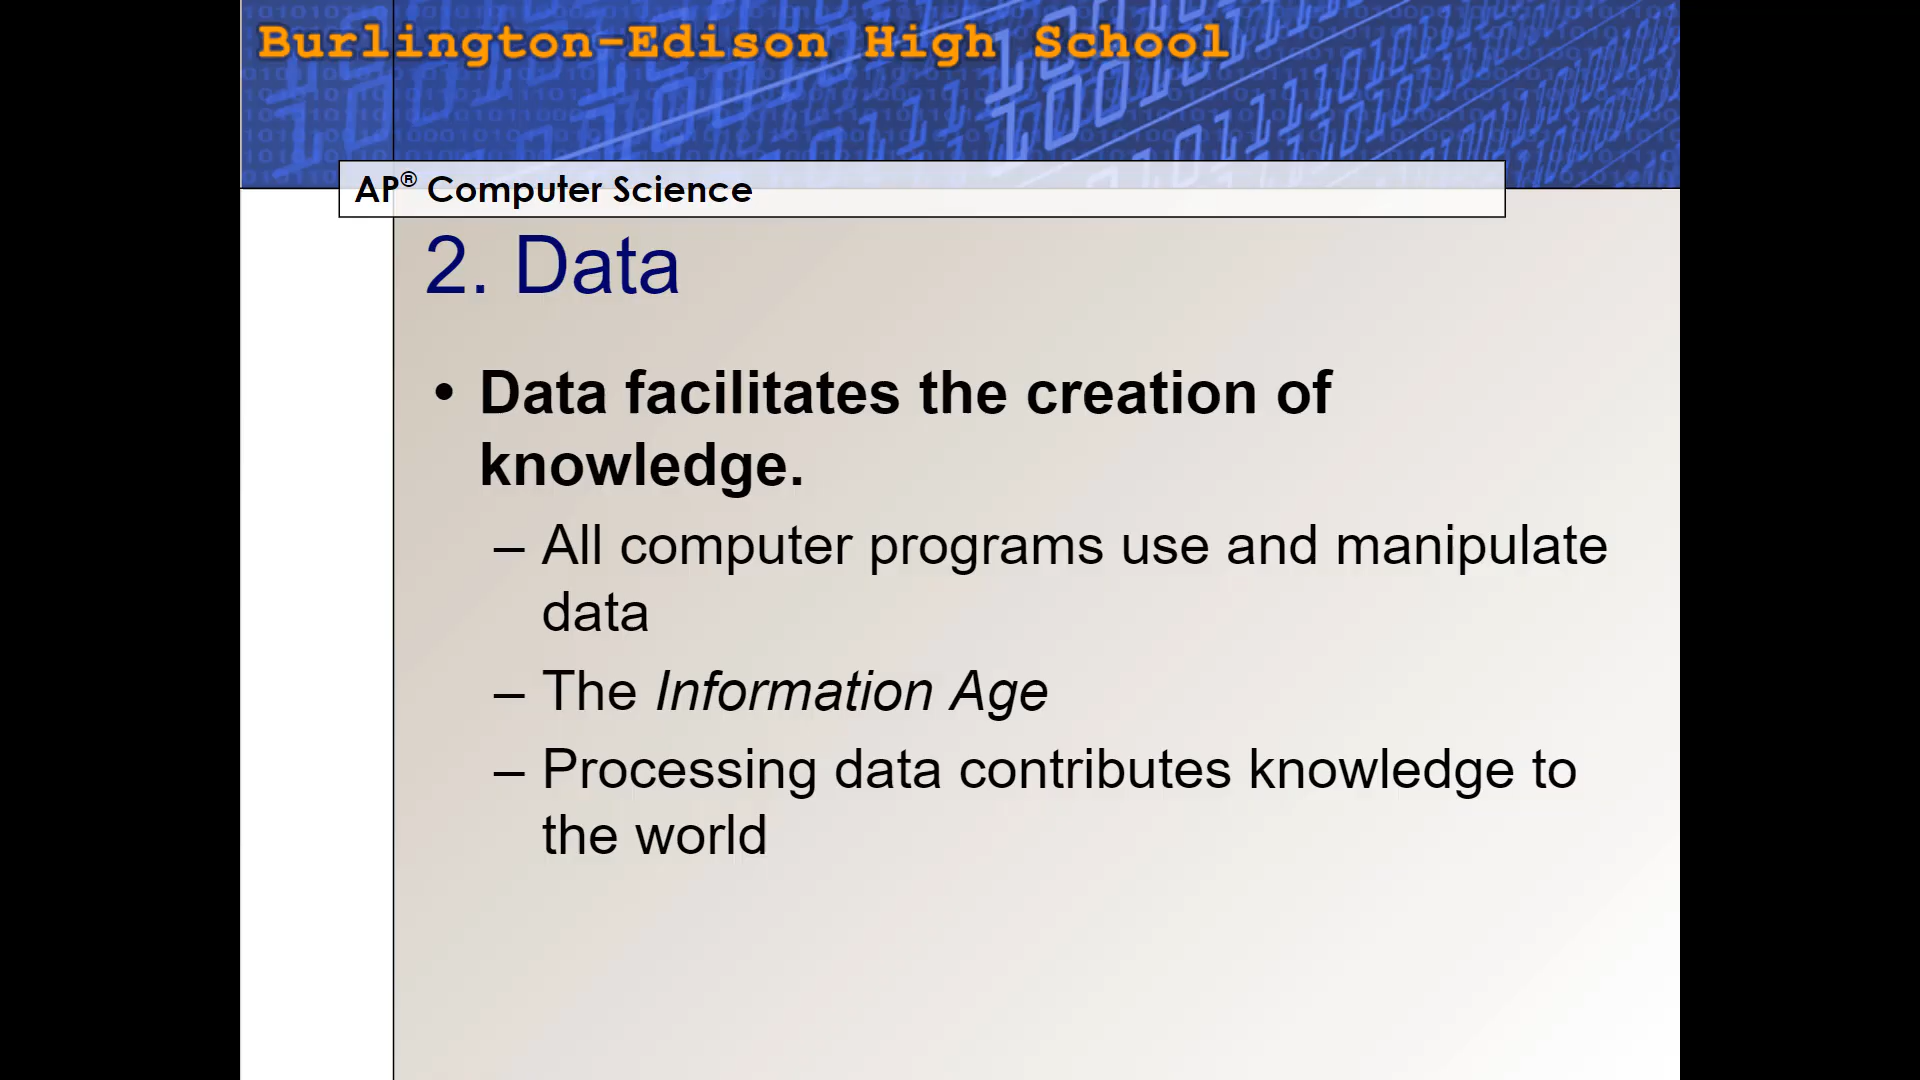 Burlington-Edison High School
AP® Computer Science
2. Data
• Data facilitates the creation of
knowledge.
– All computer programs use and manipulate
data
– The Information Age
– Processing data contributes knowledge to
the world